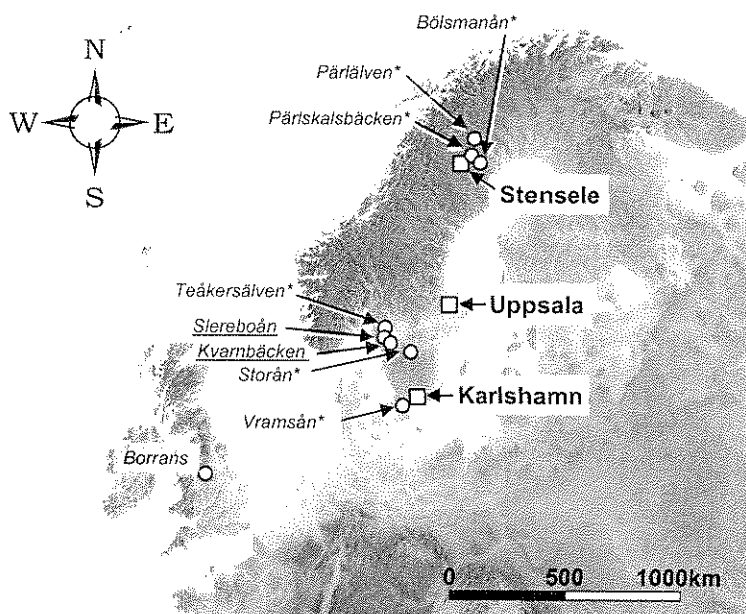 Bölsmanån*
N
Pärlälven*
W E
Pärlskalsbäcken*
S
Stensele
Teåkersälven*
Uppsala
Slereboån
Kvarnbäcken
Storån*
Karlshamn
Vramsån*
Borrans
0 500 1000km